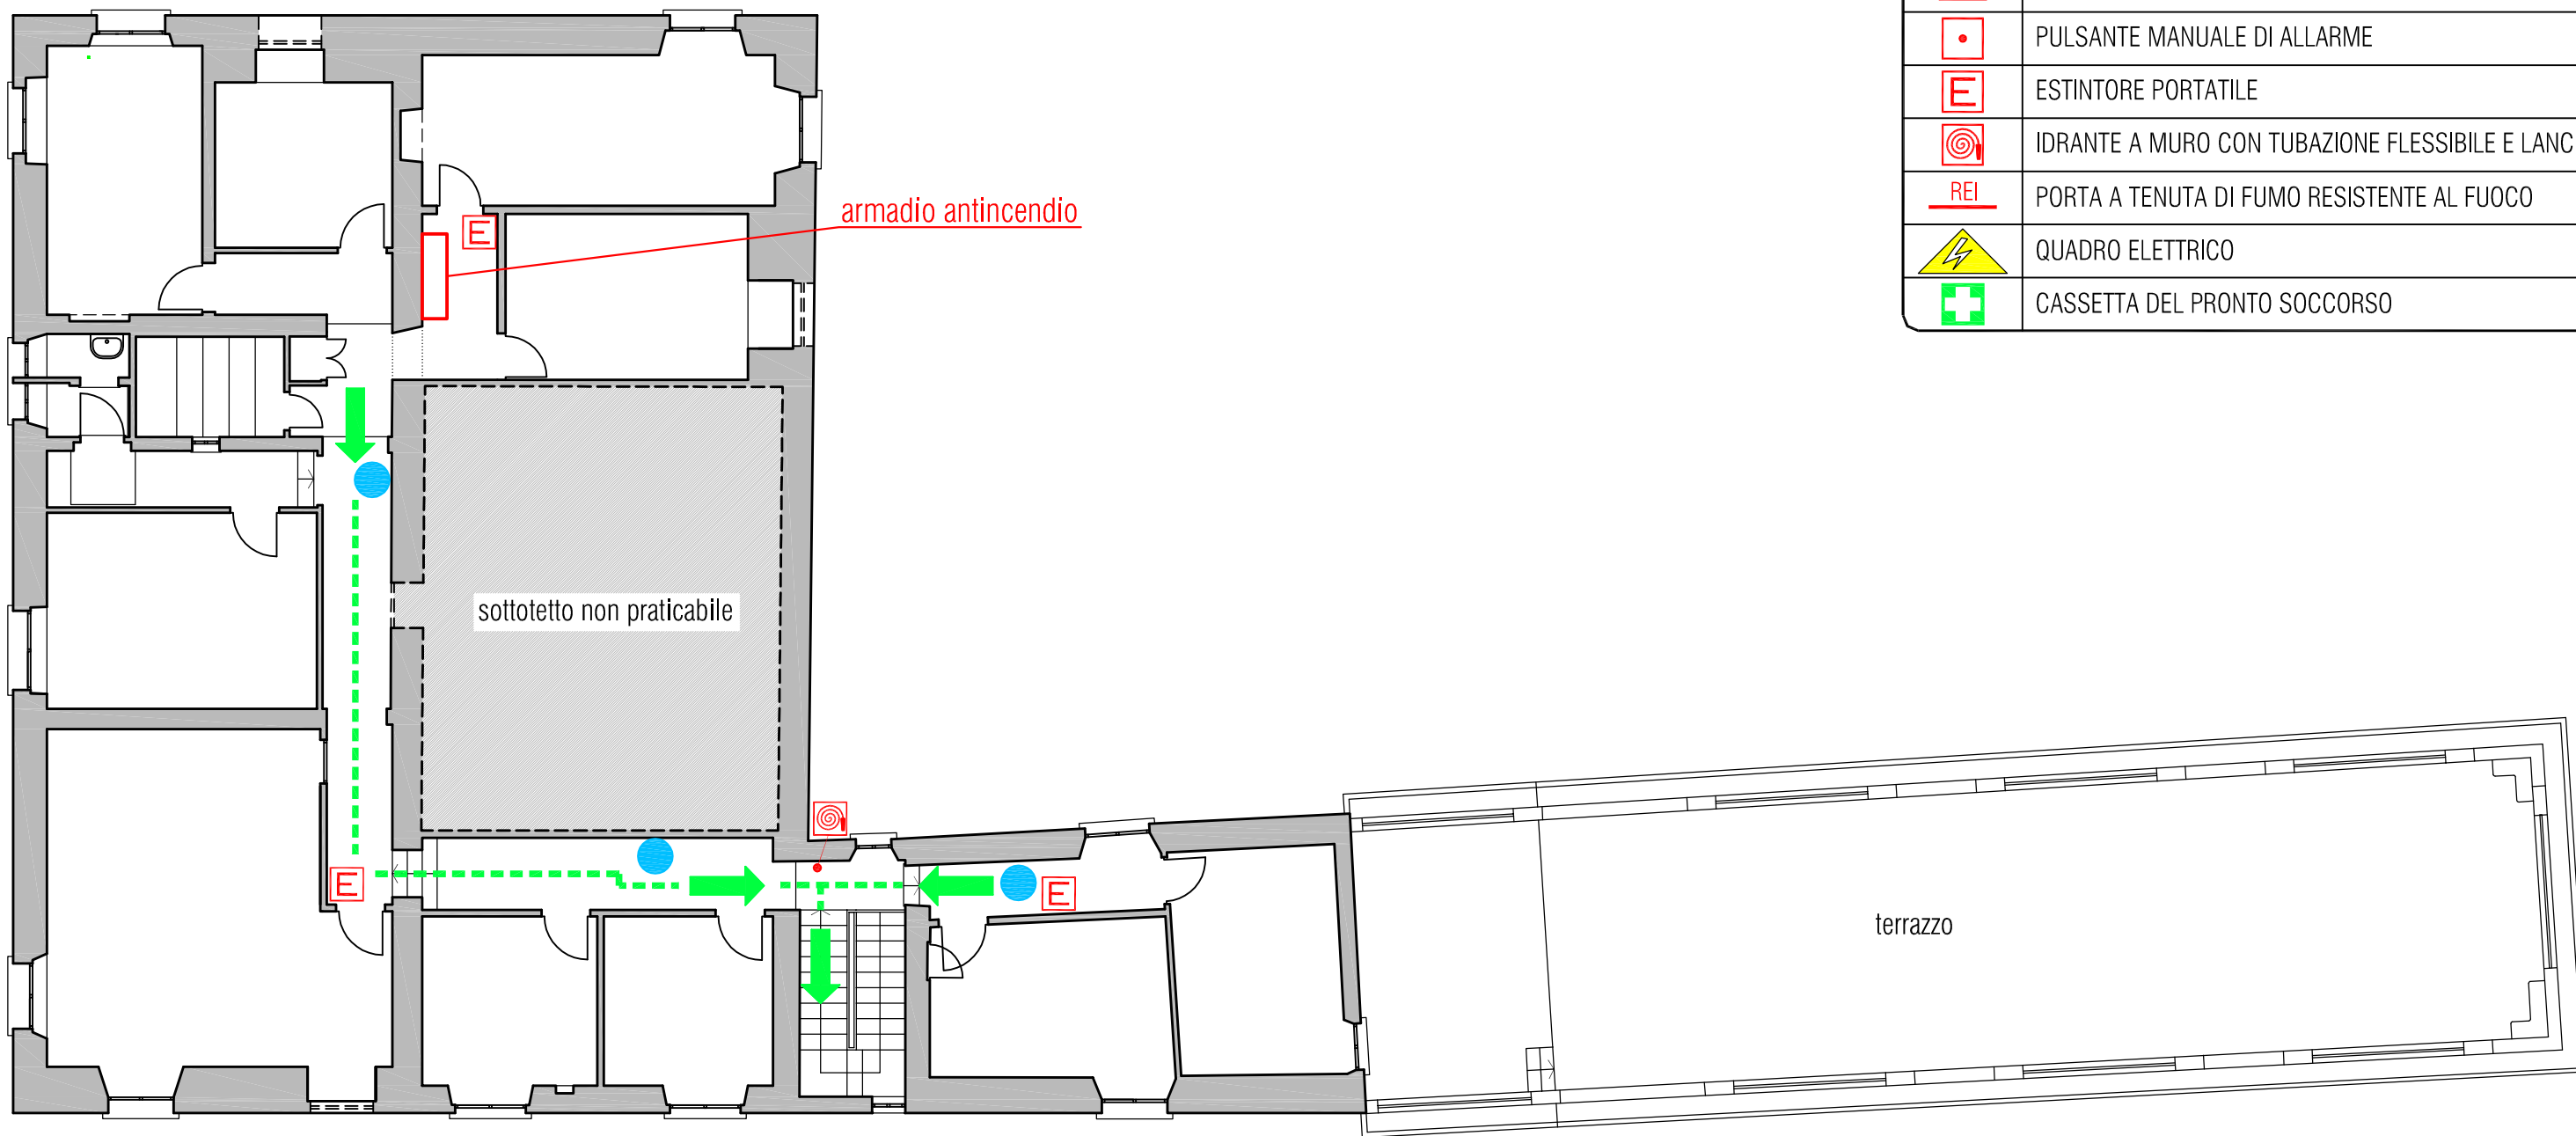 PULSANTE MANUALE DI ALLARME
E ESTINTORE PORTATILE
IDRANTE A MURO CON TUBAZIONE FLESSIBILE E LANC
REI PORTA A TENUTA DI FUMO RESISTENTE AL FUOCO
QUADRO ELETTRICO
CASSETTA DEL PRONTO SOCCORSO
armadio antincendio
E
sottotetto non praticabile
E
E
terrazzo